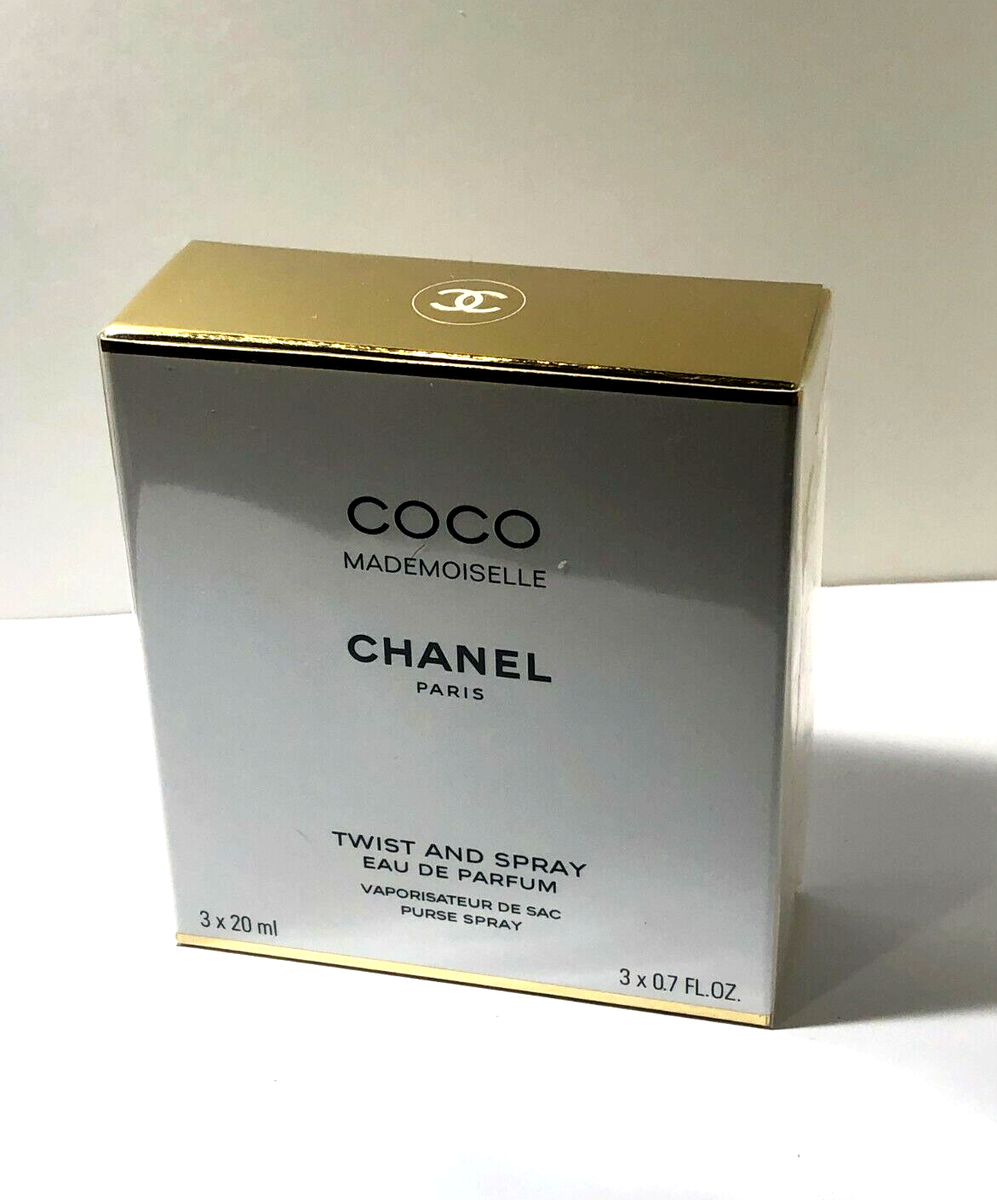 COCO
MADEMOISELLE
CHANEL
PARIS
TWIST AND SPRAY
EAU DE PARFUM
VAPORISATEUR DE SAC
PURSE SPRAY
3 x 20 ml
3 x 0.7 FL.OZ.